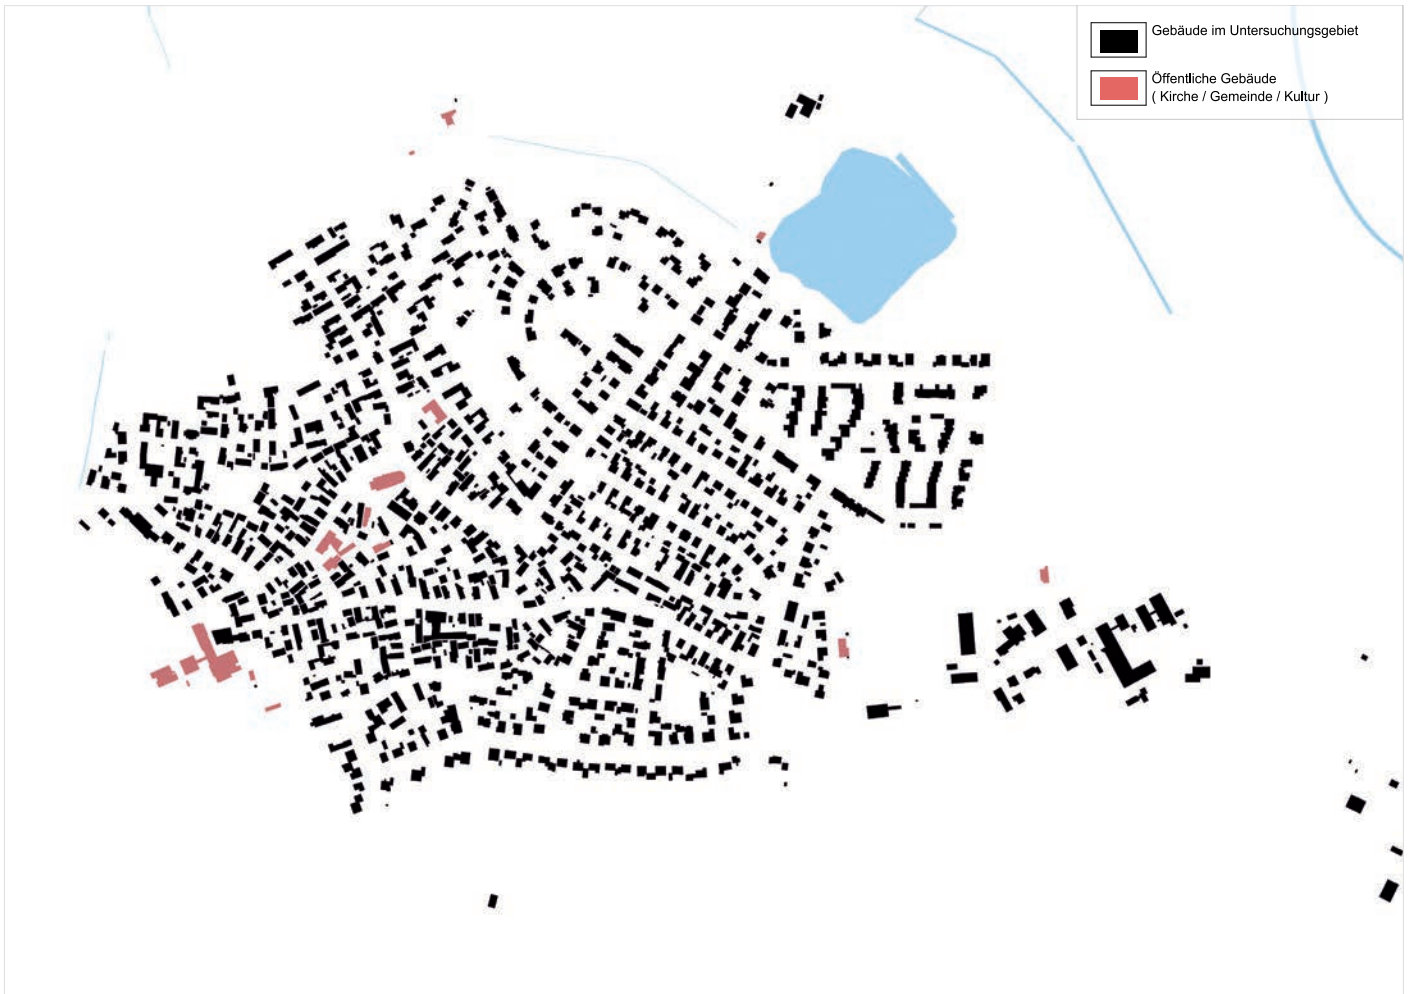 Gebäude im Untersuchungsgebiet
Öffentliche Gebäude
( Kirche / Gemeinde / Kultur )